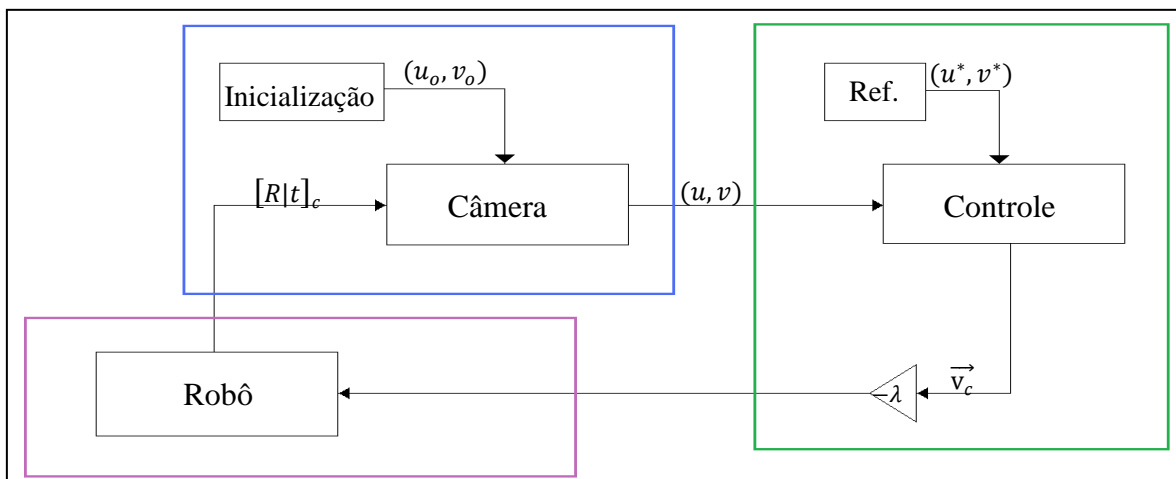 (u_o, v_o)
Inicialização
(u*, v*)
Ref.
[R|t]_c
Câmera
(u, v)
Controle
Robô
−λ
v_c→